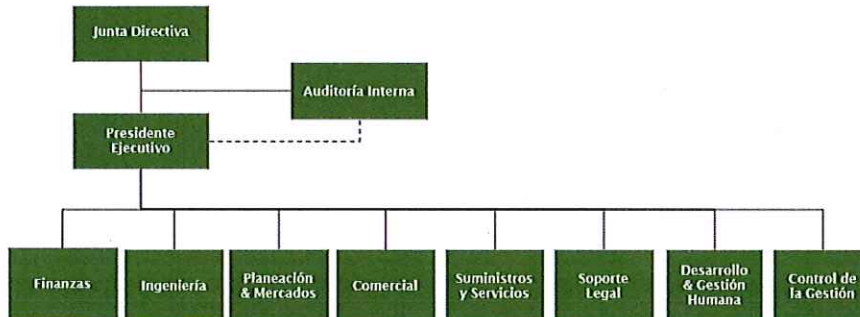 Junta Directiva
Auditoría Interna
Presidente
Ejecutivo
Finanzas
Ingeniería
Planeación
& Mercados
Comercial
Suministros
y Servicios
Soporte
Legal
Desarrollo
& Gestión
Humana
Control de
la Gestión